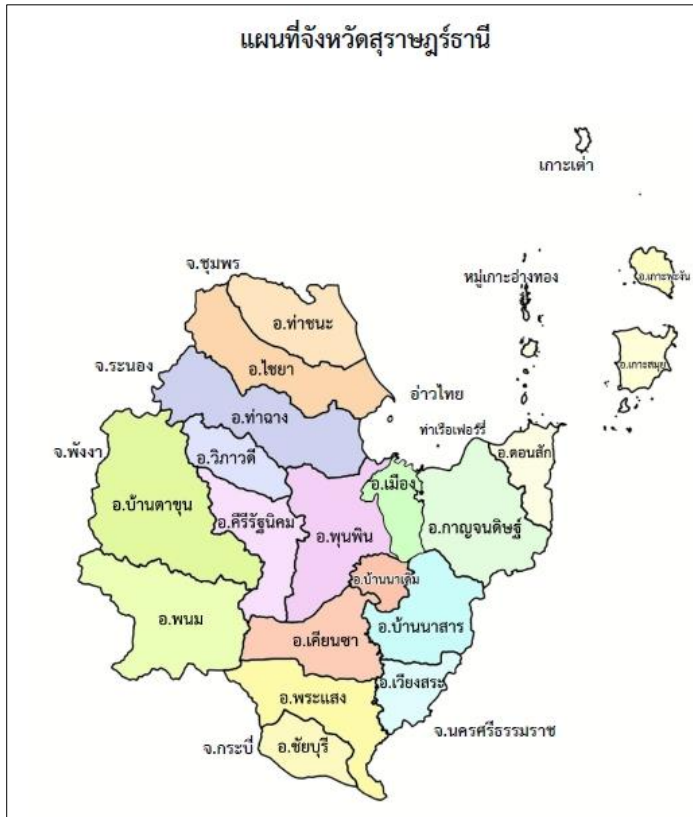 แผนที่จังหวัดสุราษฎร์ธานี
เกาะเต่า
จ.ชุมพร
หมู่เกาะอ่างทอง
อ.เกาะพะงัน
อ.ท่าชนะ
จ.ระนอง
อ.ไชยา
อ.เกาะสมุย
อ่าวไทย
อ.ท่าฉาง
ท่าเรือเฟอร์รี่
จ.พังงา
อ.วิภาวดี
อ.ดอนสัก
อ.เมือง
อ.บ้านตาขุน
อ.คีรีรัฐนิคม
อ.พุนพิน
อ.กาญจนดิษฐ์
อ.บ้านนาเดิม
อ.พนม
อ.เคียนซา
อ.บ้านนาสาร
อ.เวียงสระ
อ.พระแสง
จ.นครศรีธรรมราช
จ.กระบี่
อ.ชัยบุรี